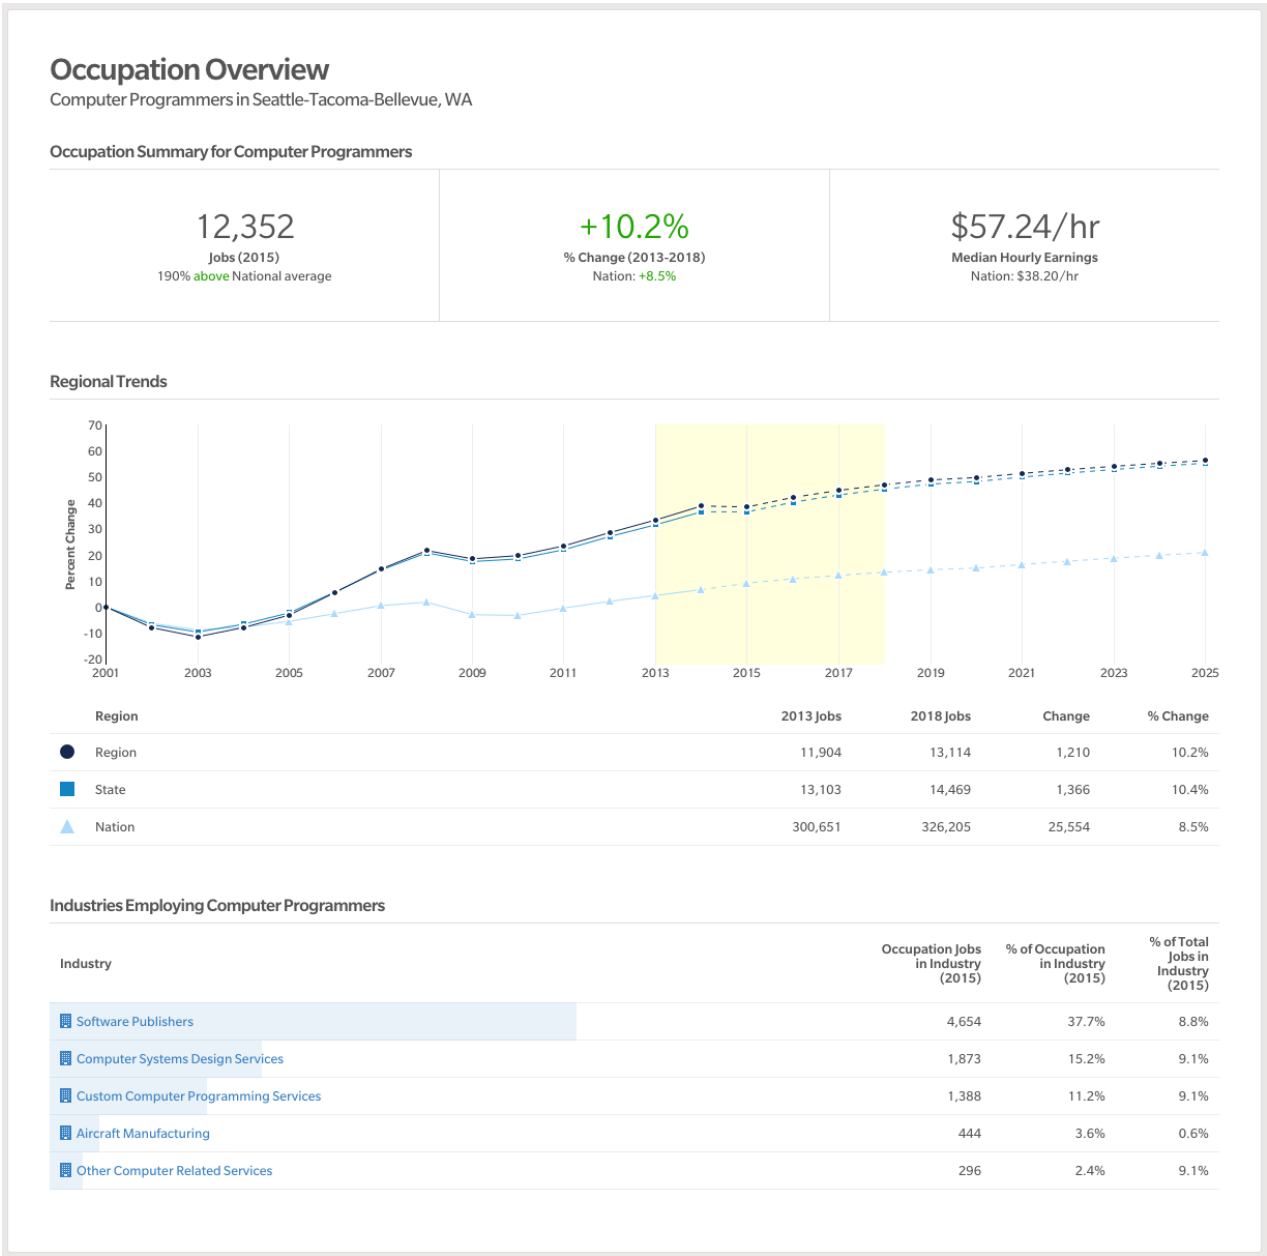 Occupation Overview
Computer Programmers in Seattle-Tacoma-Bellevue, WA
Occupation Summary for Computer Programmers
12,352
Jobs (2015)
190% above National average
+10.2%
% Change (2013-2018)
Nation: +8.5%
$57.24/hr
Median Hourly Earnings
Nation: $38.20/hr
Regional Trends
Percent Change
70
60
50
40
30
20
10
0
-10
-20
2001 2003 2005 2007 2009 2011 2013 2015 2017 2019 2021 2023 2025
Region 2013 Jobs 2018 Jobs Change % Change
Region 11,904 13,114 1,210 10.2%
State 13,103 14,469 1,366 10.4%
Nation 300,651 326,205 25,554 8.5%
Industries Employing Computer Programmers
Industry
Occupation Jobs
in Industry
(2015)
% of Occupation
in Industry
(2015)
% of Total
Jobs in
Industry
(2015)
Software Publishers 4,654 37.7% 8.8%
Computer Systems Design Services 1,873 15.2% 9.1%
Custom Computer Programming Services 1,388 11.2% 9.1%
Aircraft Manufacturing 444 3.6% 0.6%
Other Computer Related Services 296 2.4% 9.1%